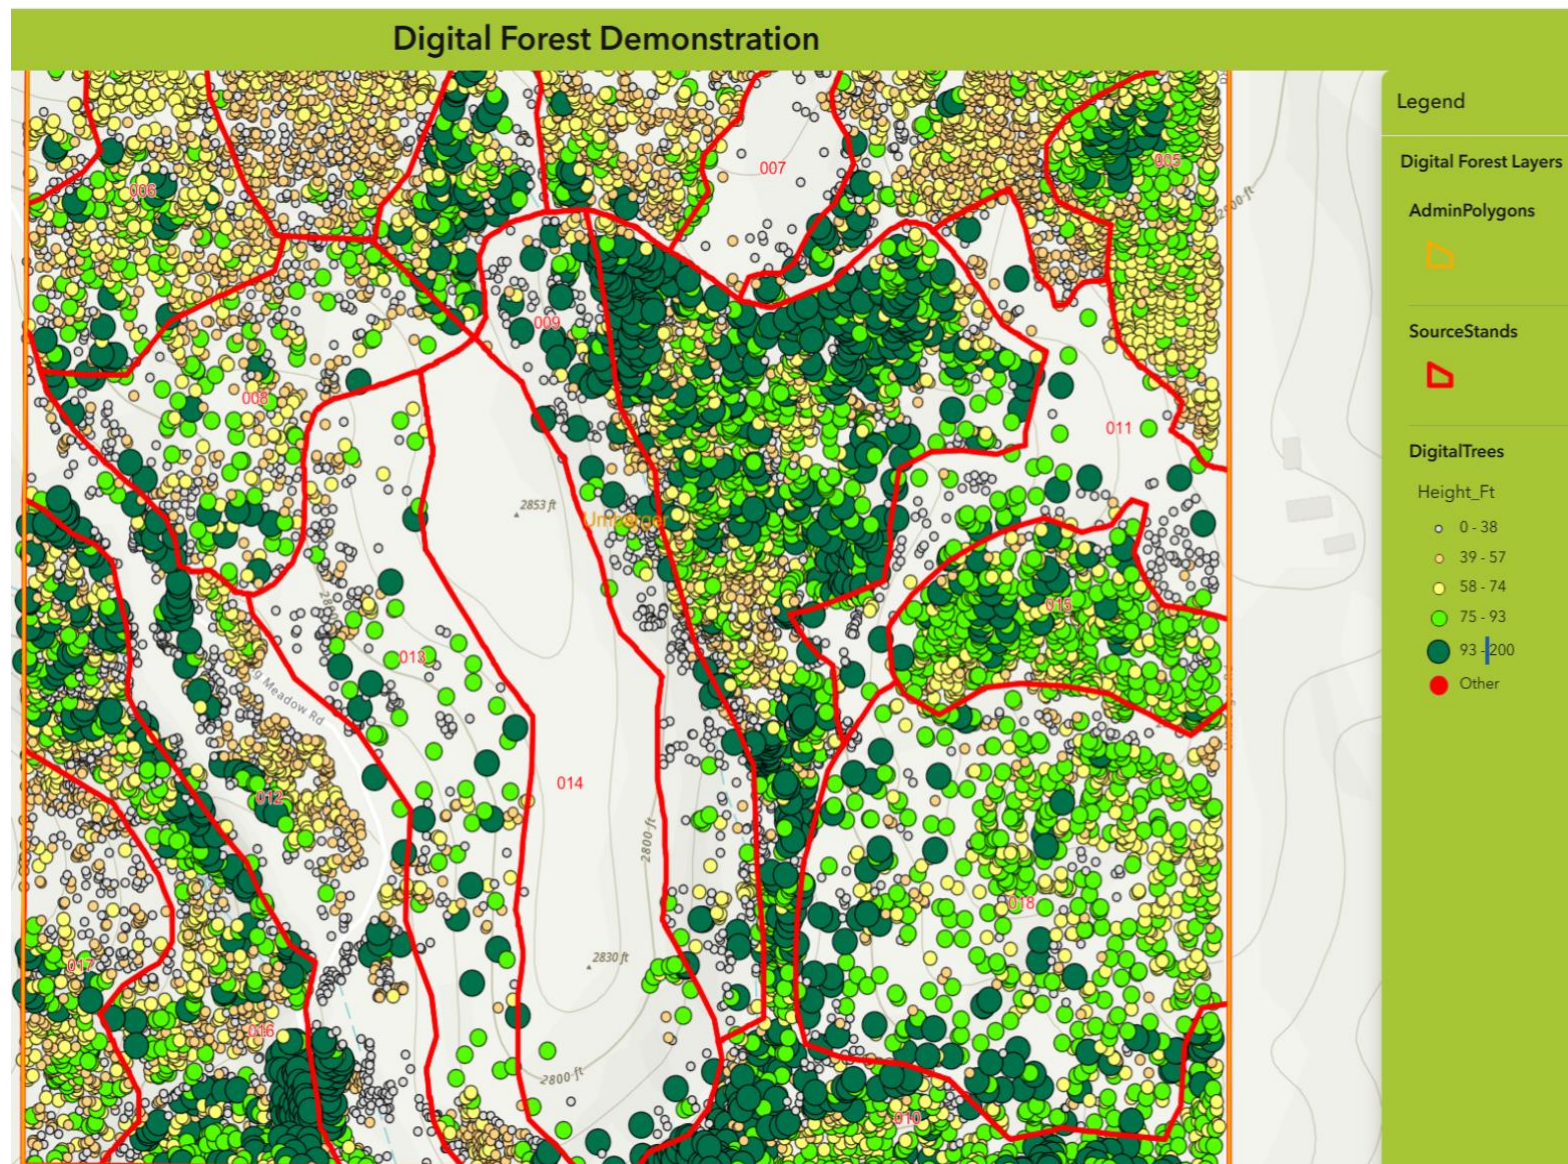 Digital Forest Demonstration
007
005
006
009
008
011
2853 ft
015
013
g Meadow Rd
014
2800 ft
012
018
2830 ft
017
016
2800 ft
010
Legend
Digital Forest Layers
AdminPolygons
SourceStands
DigitalTrees
Height_Ft
0 - 38
39 - 57
58 - 74
75 - 93
93 - 200
Other